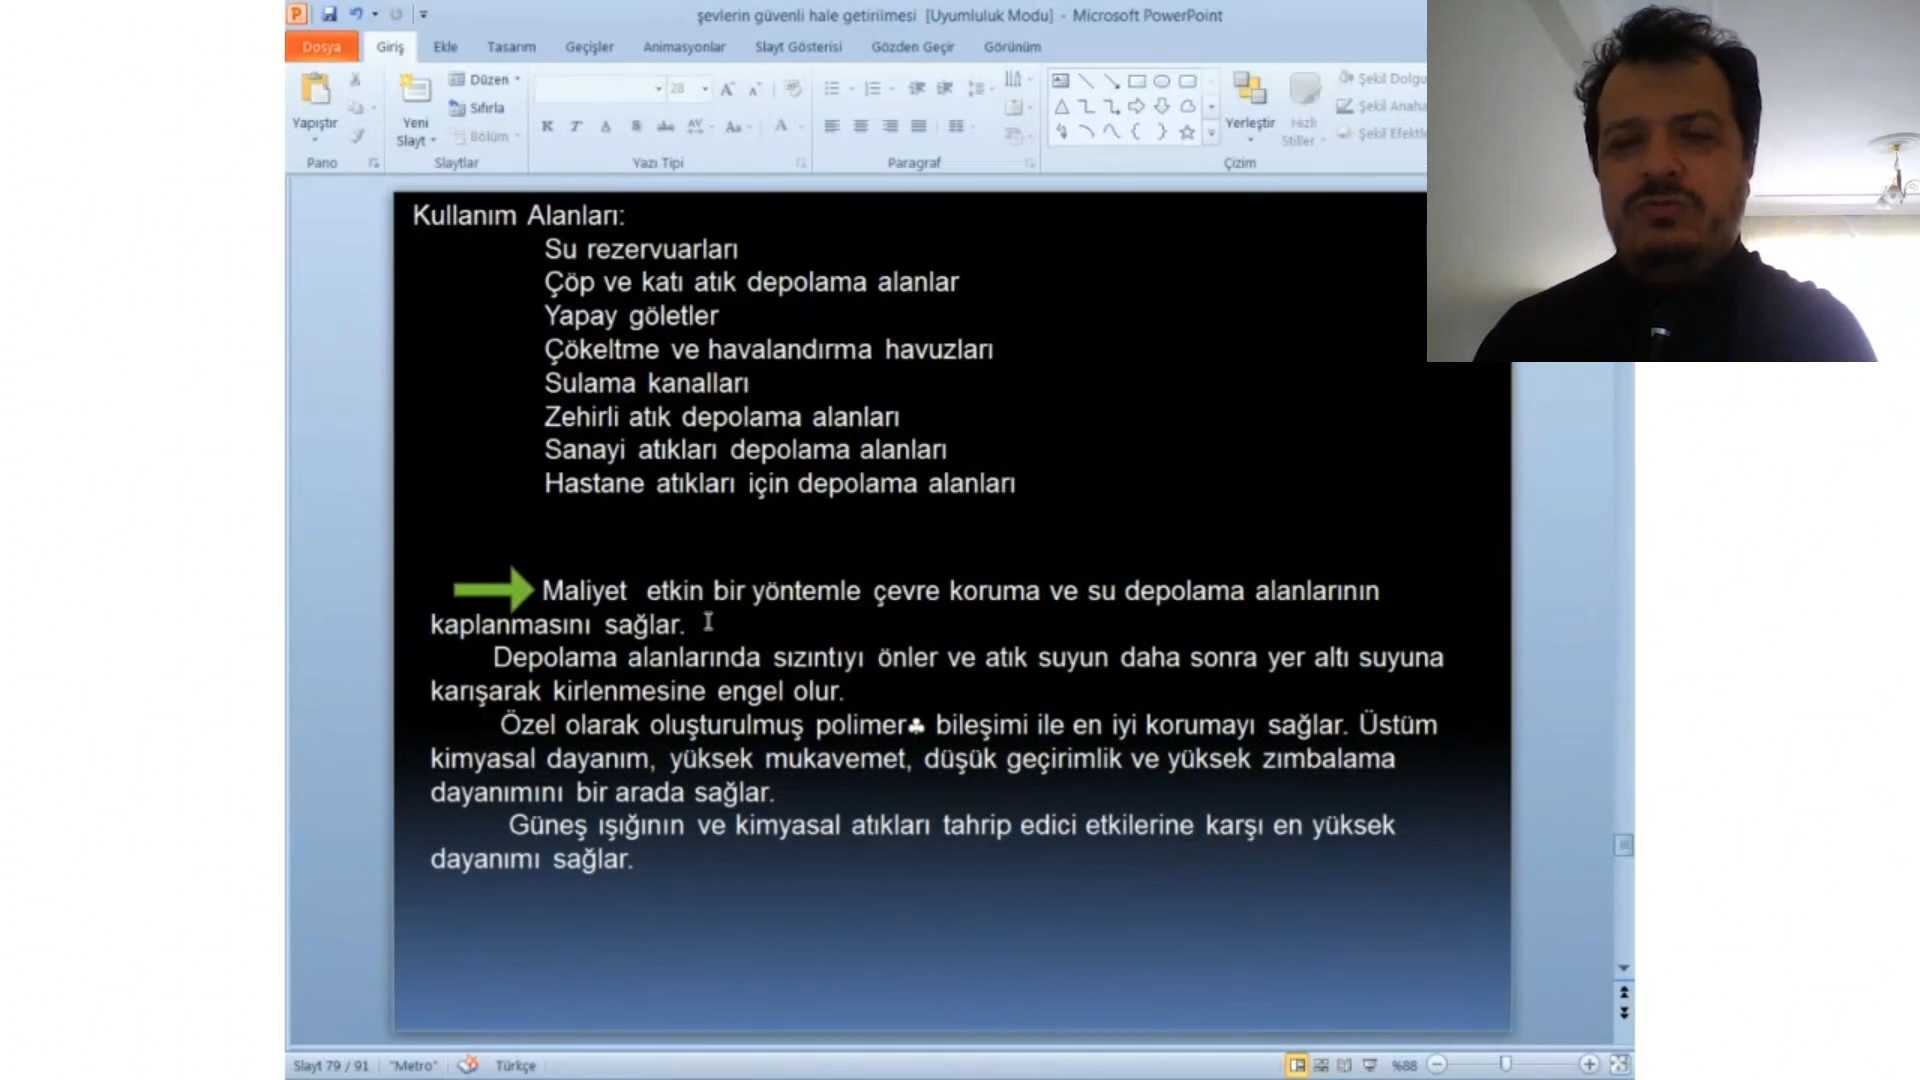 şevlerin güvenli hale getirilmesi [Uyumluluk Modu] - Microsoft PowerPoint
Dosya Giriş Ekle Tasarım Geçişler Animasyonlar Slayt Gösterisi Gözden Geçir Görünüm
Yapıştır
Yeni Slayt
Düzen
Sıfırla
Bölüm
28
Yerleştir
Hızlı Stiller
Şekil Dolgu
Şekil Anaha
Şekil Efektle
Pano Slaytlar Yazı Tipi Paragraf Çizim
Kullanım Alanları:
Su rezervuarları
Çöp ve katı atık depolama alanlar
Yapay göletler
Çökeltme ve havalandırma havuzları
Sulama kanalları
Zehirli atık depolama alanları
Sanayi atıkları depolama alanları
Hastane atıkları için depolama alanları
Maliyet etkin bir yöntemle çevre koruma ve su depolama alanlarının
kaplanmasını sağlar.
Depolama alanlarında sızıntıyı önler ve atık suyun daha sonra yer altı suyuna
karışarak kirlenmesine engel olur.
Özel olarak oluşturulmuş polimer♣ bileşimi ile en iyi korumayı sağlar. Üstüm
kimyasal dayanım, yüksek mukavemet, düşük geçirimlik ve yüksek zımbalama
dayanımını bir arada sağlar.
Güneş ışığının ve kimyasal atıkları tahrip edici etkilerine karşı en yüksek
dayanımı sağlar.
Slayt 79 / 91 "Metro" Türkçe %88